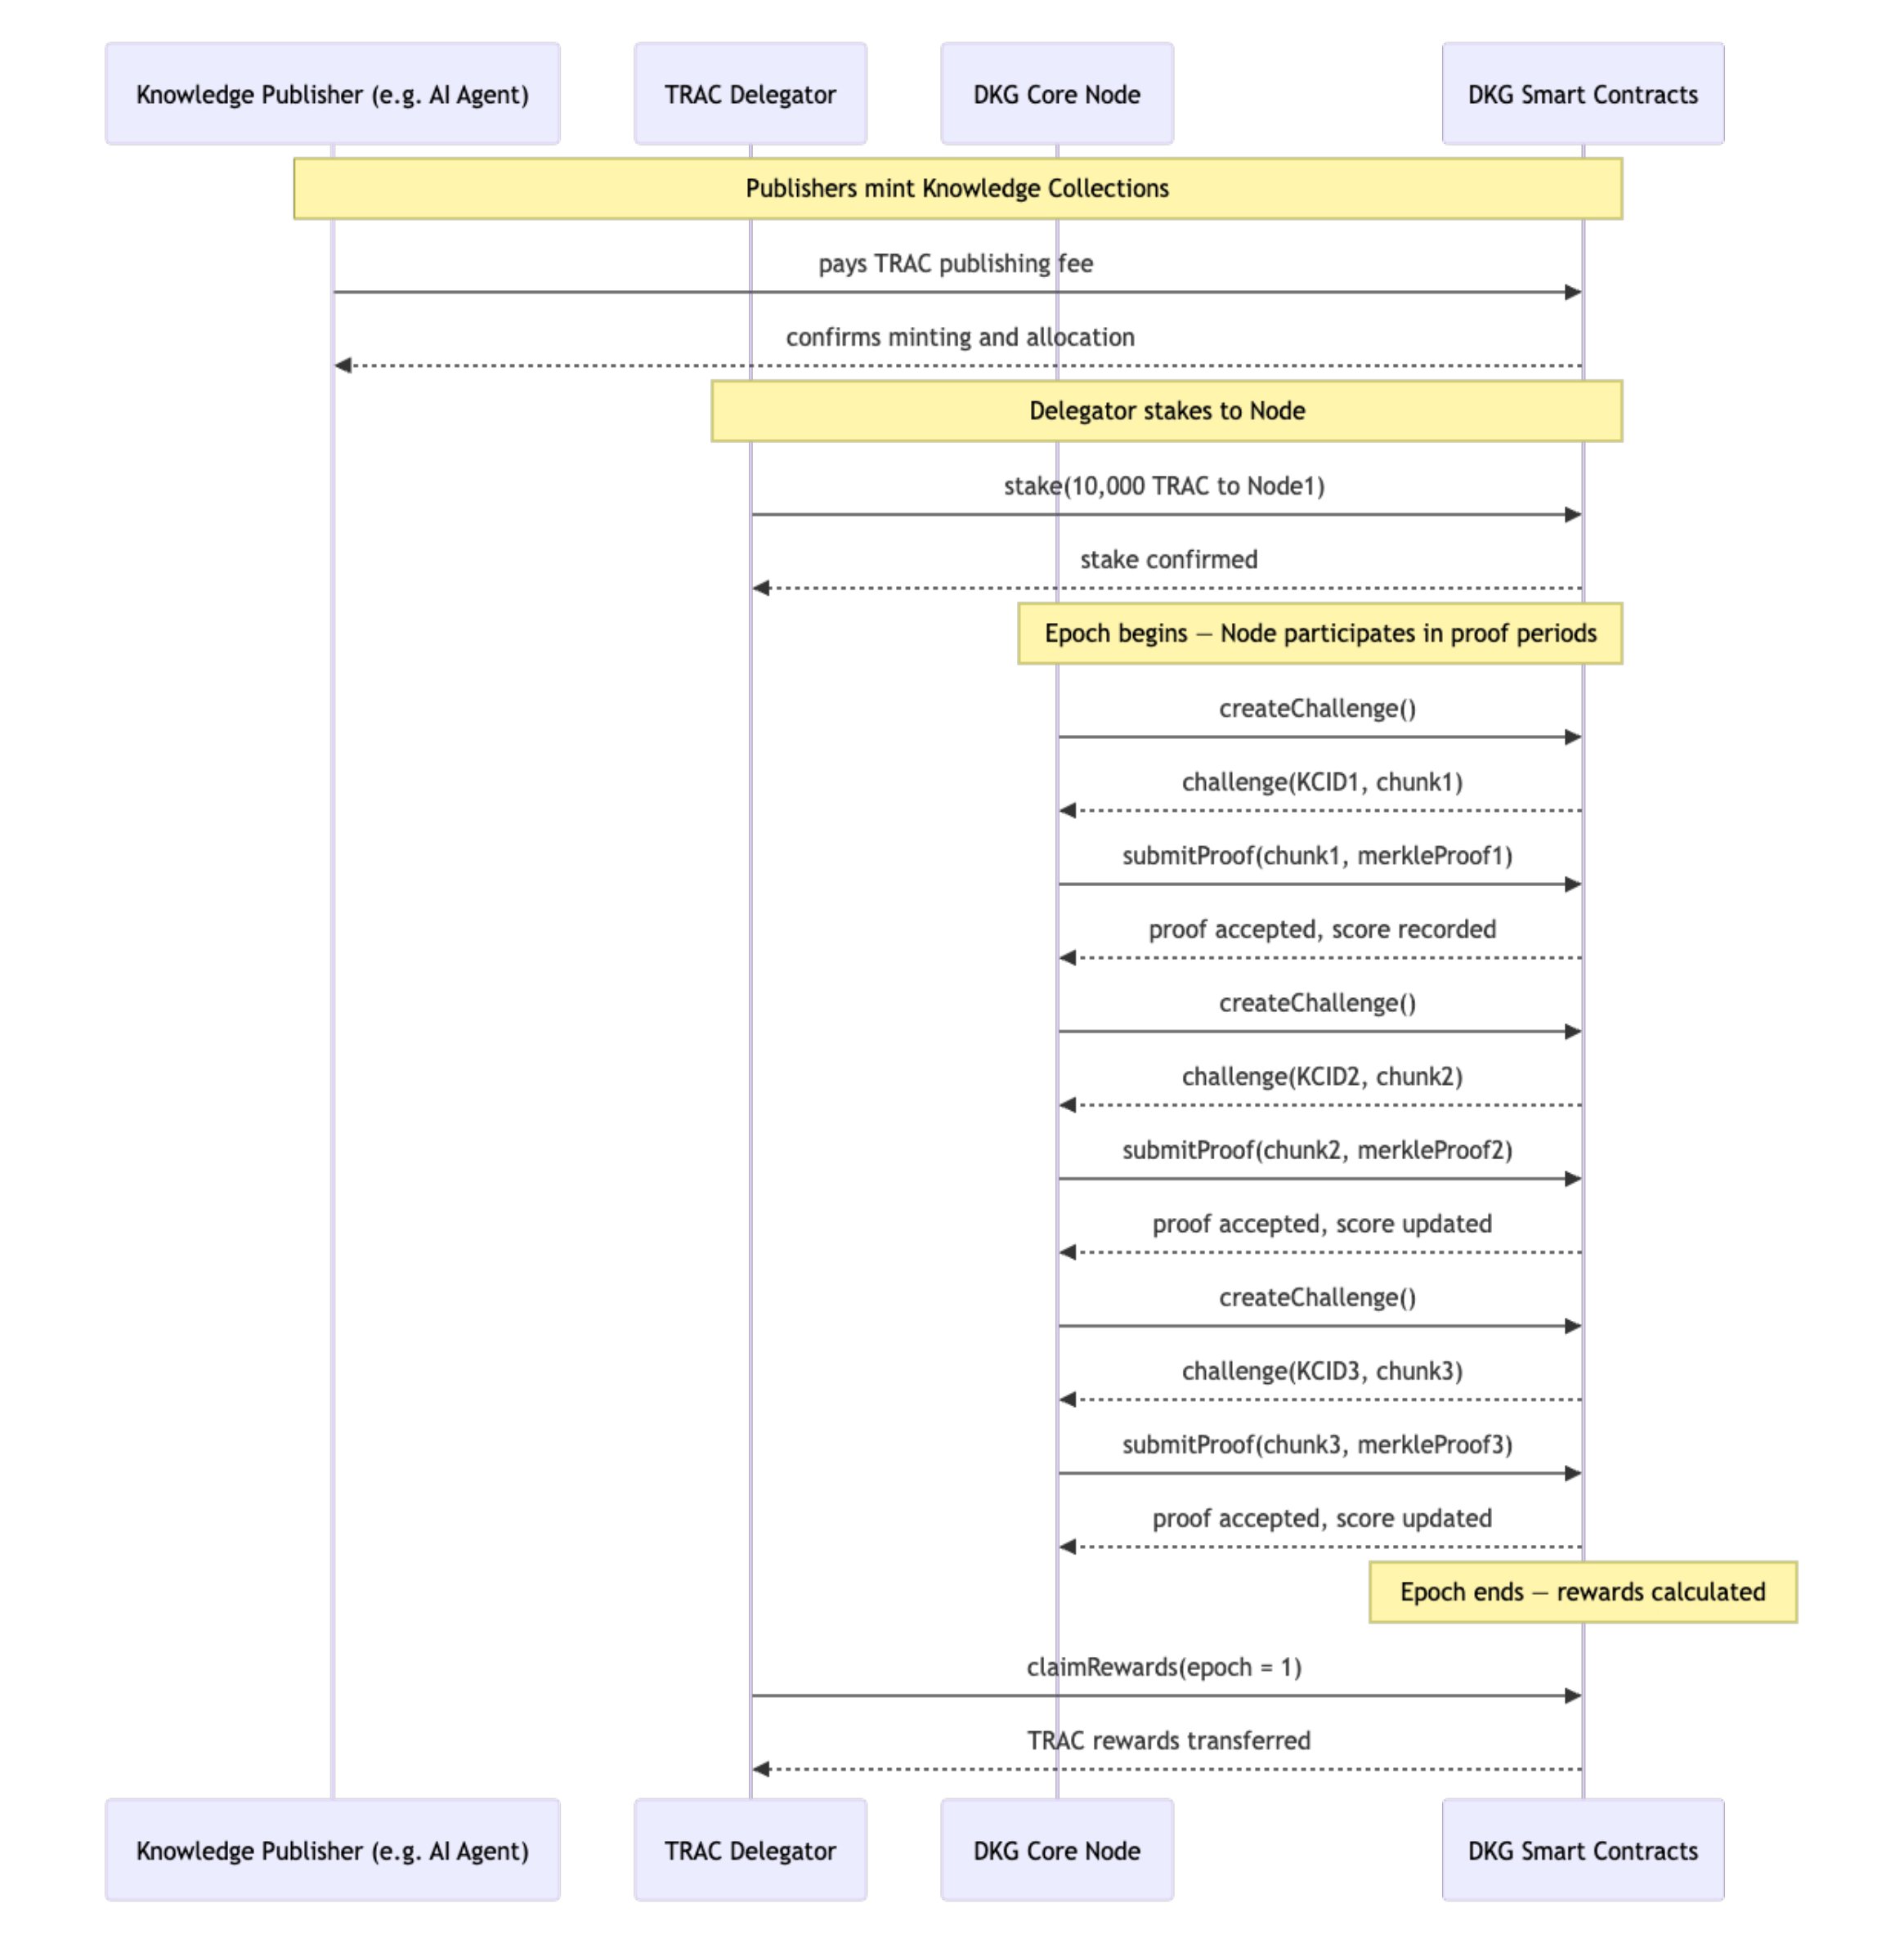 Knowledge Publisher (e.g. AI Agent)
TRAC Delegator
DKG Core Node
DKG Smart Contracts
Publishers mint Knowledge Collections
pays TRAC publishing fee
confirms minting and allocation
Delegator stakes to Node
stake(10,000 TRAC to Node1)
stake confirmed
Epoch begins — Node participates in proof periods
createChallenge()
challenge(KCID1, chunk1)
submitProof(chunk1, merkleProof1)
proof accepted, score recorded
createChallenge()
challenge(KCID2, chunk2)
submitProof(chunk2, merkleProof2)
proof accepted, score updated
createChallenge()
challenge(KCID3, chunk3)
submitProof(chunk3, merkleProof3)
proof accepted, score updated
Epoch ends — rewards calculated
claimRewards(epoch = 1)
TRAC rewards transferred
Knowledge Publisher (e.g. AI Agent)
TRAC Delegator
DKG Core Node
DKG Smart Contracts